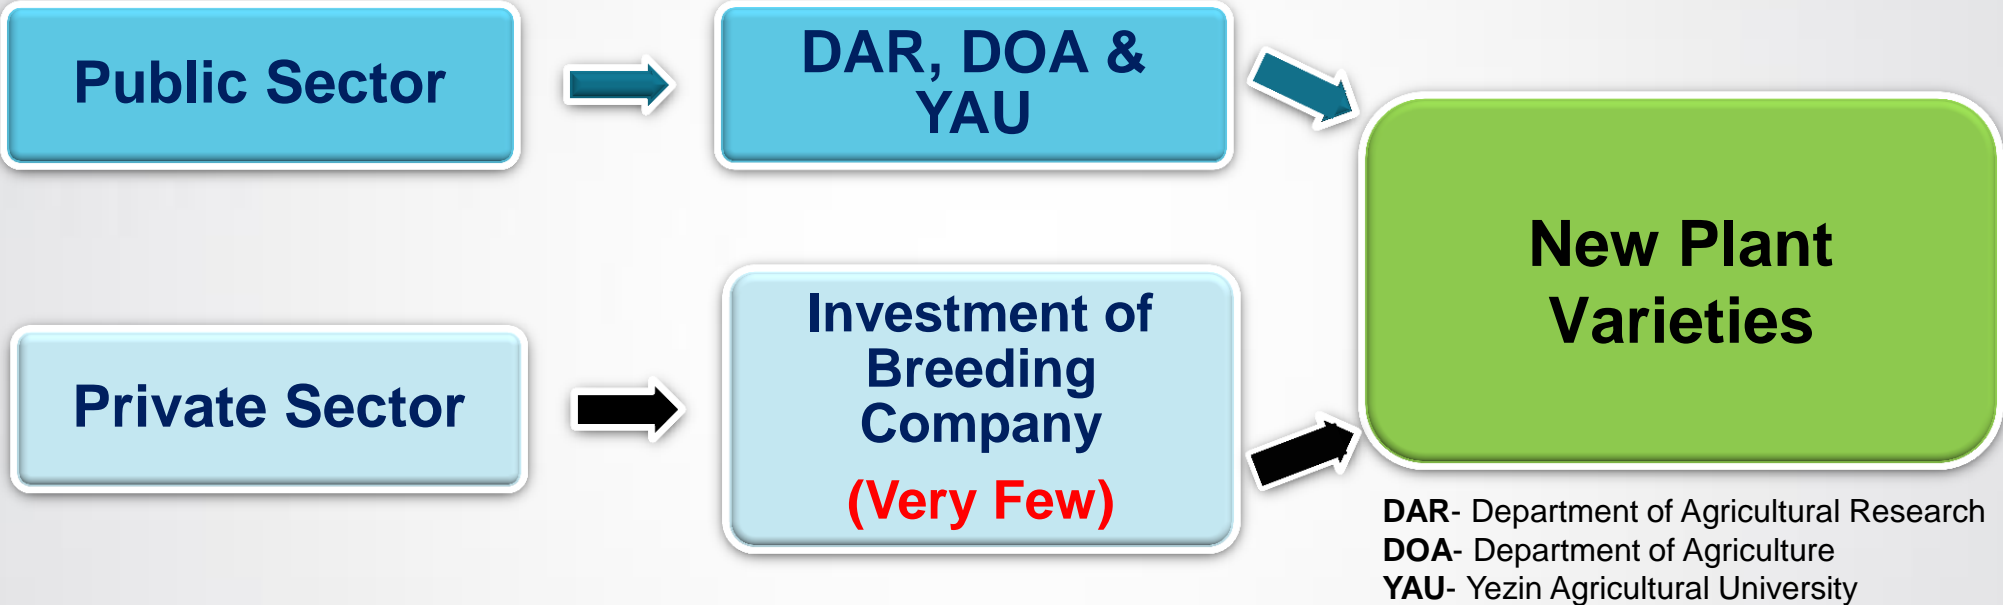 Public Sector
DAR, DOA &
YAU
New Plant
Varieties
Private Sector
Investment of
Breeding
Company
(Very Few)
DAR- Department of Agricultural Research
DOA- Department of Agriculture
YAU- Yezin Agricultural University